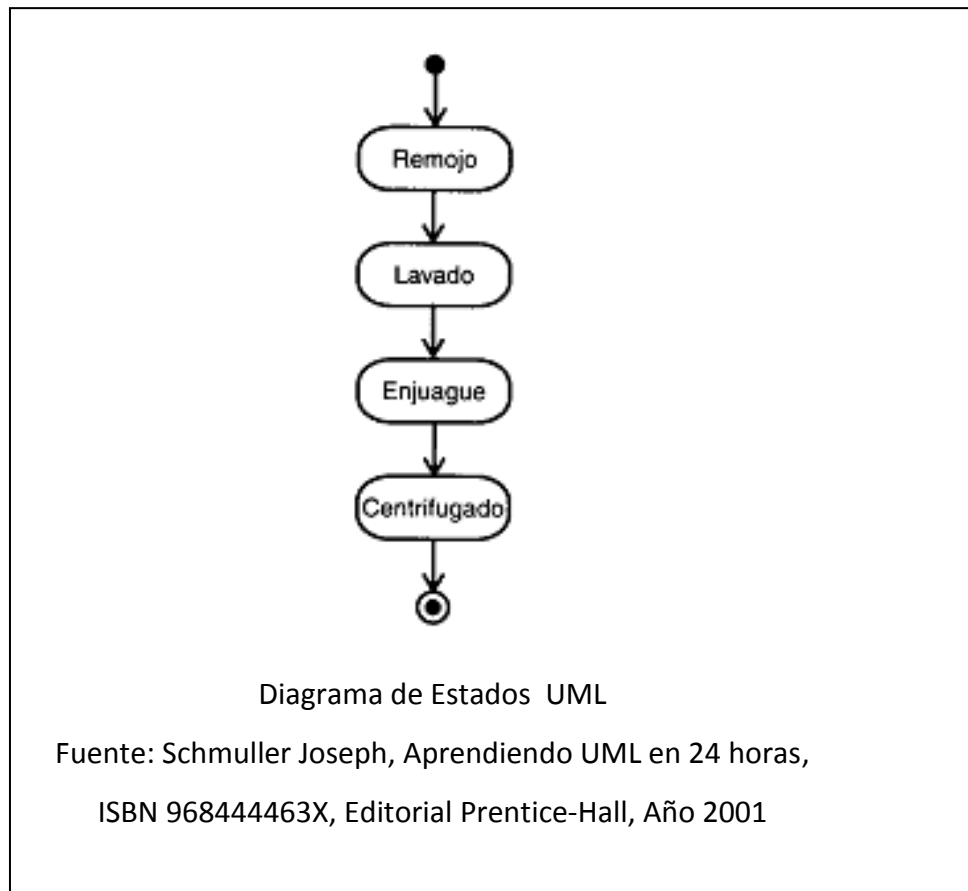 Remojo
Lavado
Enjuague
Centrifugado
Diagrama de Estados  UML
Fuente: Schmuller Joseph, Aprendiendo UML en 24 horas,
ISBN 968444463X, Editorial Prentice-Hall, Año 2001